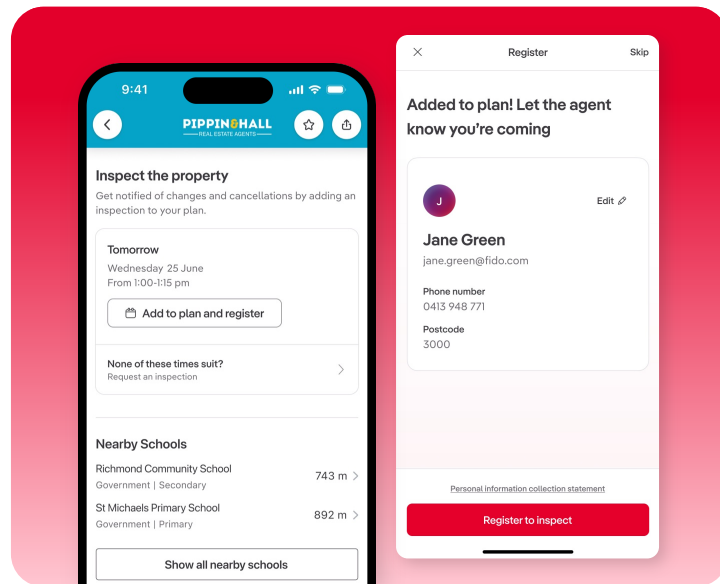 9:41
PIPPIN&HALL
REAL ESTATE AGENTS
Inspect the property
Get notified of changes and cancellations by adding an
inspection to your plan.
Tomorrow
Wednesday 25 June
From 1:00-1:15 pm
Add to plan and register
None of these times suit?
Request an inspection
Nearby Schools
Richmond Community School
743 m
Government | Secondary
St Michaels Primary School
892 m
Government | Primary
Show all nearby schools
Register
Skip
Added to plan! Let the agent
know you’re coming
J
Edit
Jane Green
jane.green@fido.com
Phone number
0413 948 771
Postcode
3000
Personal information collection statement
Register to inspect